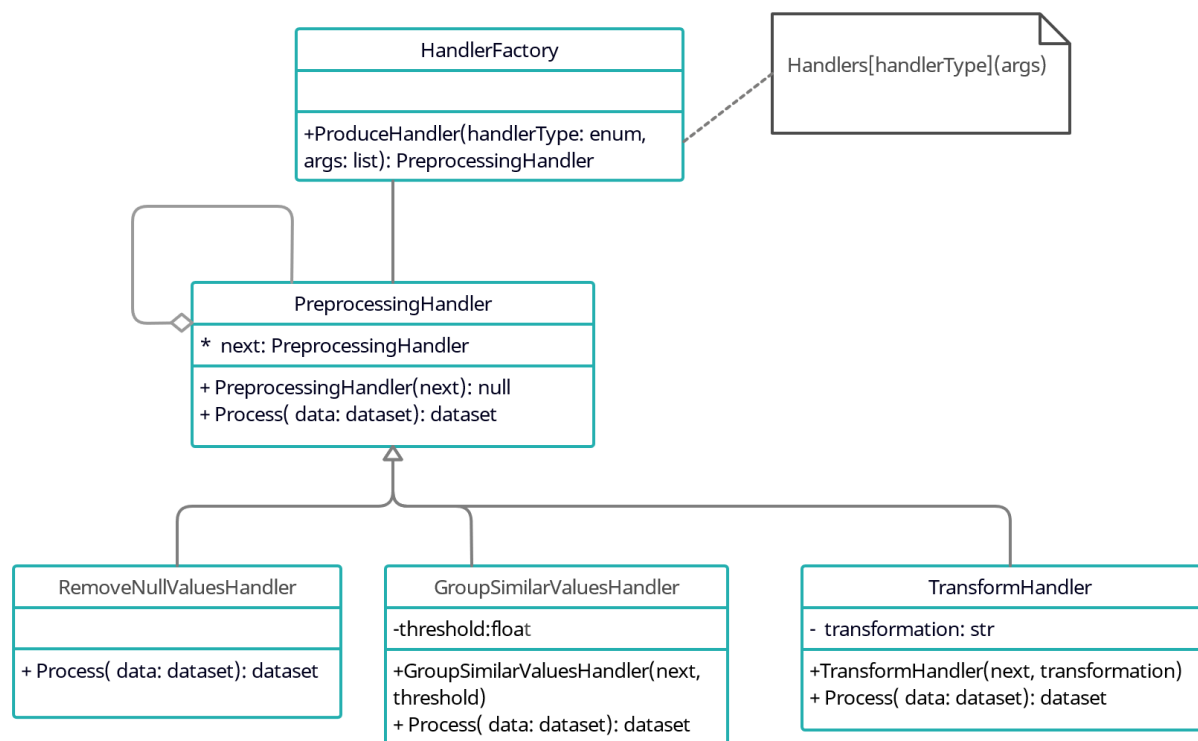 HandlerFactory
Handlers[handlerType](args)
+ProduceHandler(handlerType: enum,
args: list): PreprocessingHandler
PreprocessingHandler
* next: PreprocessingHandler
+ PreprocessingHandler(next): null
+ Process( data: dataset): dataset
RemoveNullValuesHandler
+ Process( data: dataset): dataset
GroupSimilarValuesHandler
-threshold:float
+GroupSimilarValuesHandler(next,
threshold)
+ Process( data: dataset): dataset
TransformHandler
- transformation: str
+TransformHandler(next, transformation)
+ Process( data: dataset): dataset